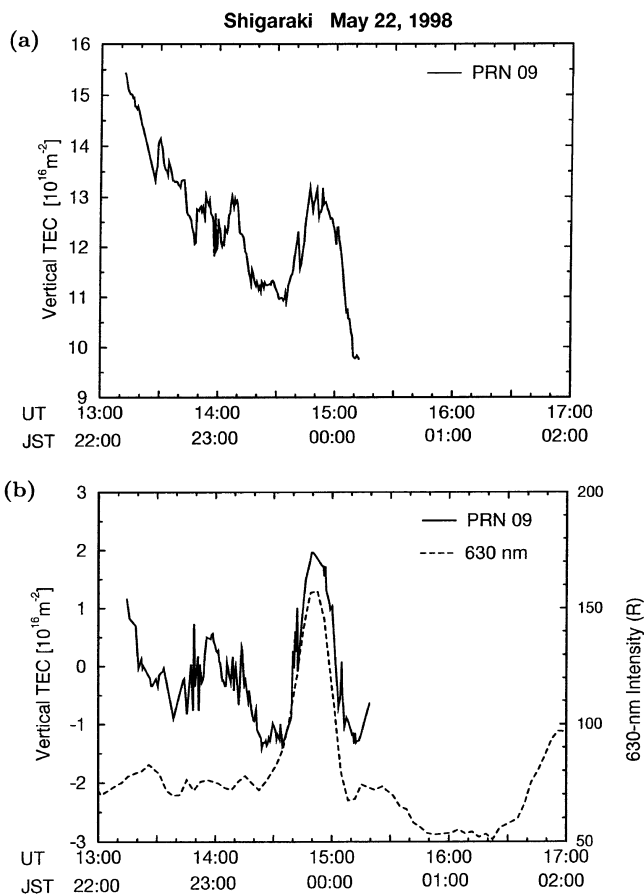 Shigaraki May 22, 1998
(a)
16
PRN 09
15
14
13
12
11
10
9
Vertical TEC [10^16 m^-2]
UT 13:00 14:00 15:00 16:00 17:00
JST 22:00 23:00 00:00 01:00 02:00
(b)
3 200
PRN 09
630 nm
2
1 150
0
-1 100
-2
-3 50
Vertical TEC [10^16 m^-2]
630-nm Intensity (R)
UT 13:00 14:00 15:00 16:00 17:00
JST 22:00 23:00 00:00 01:00 02:00